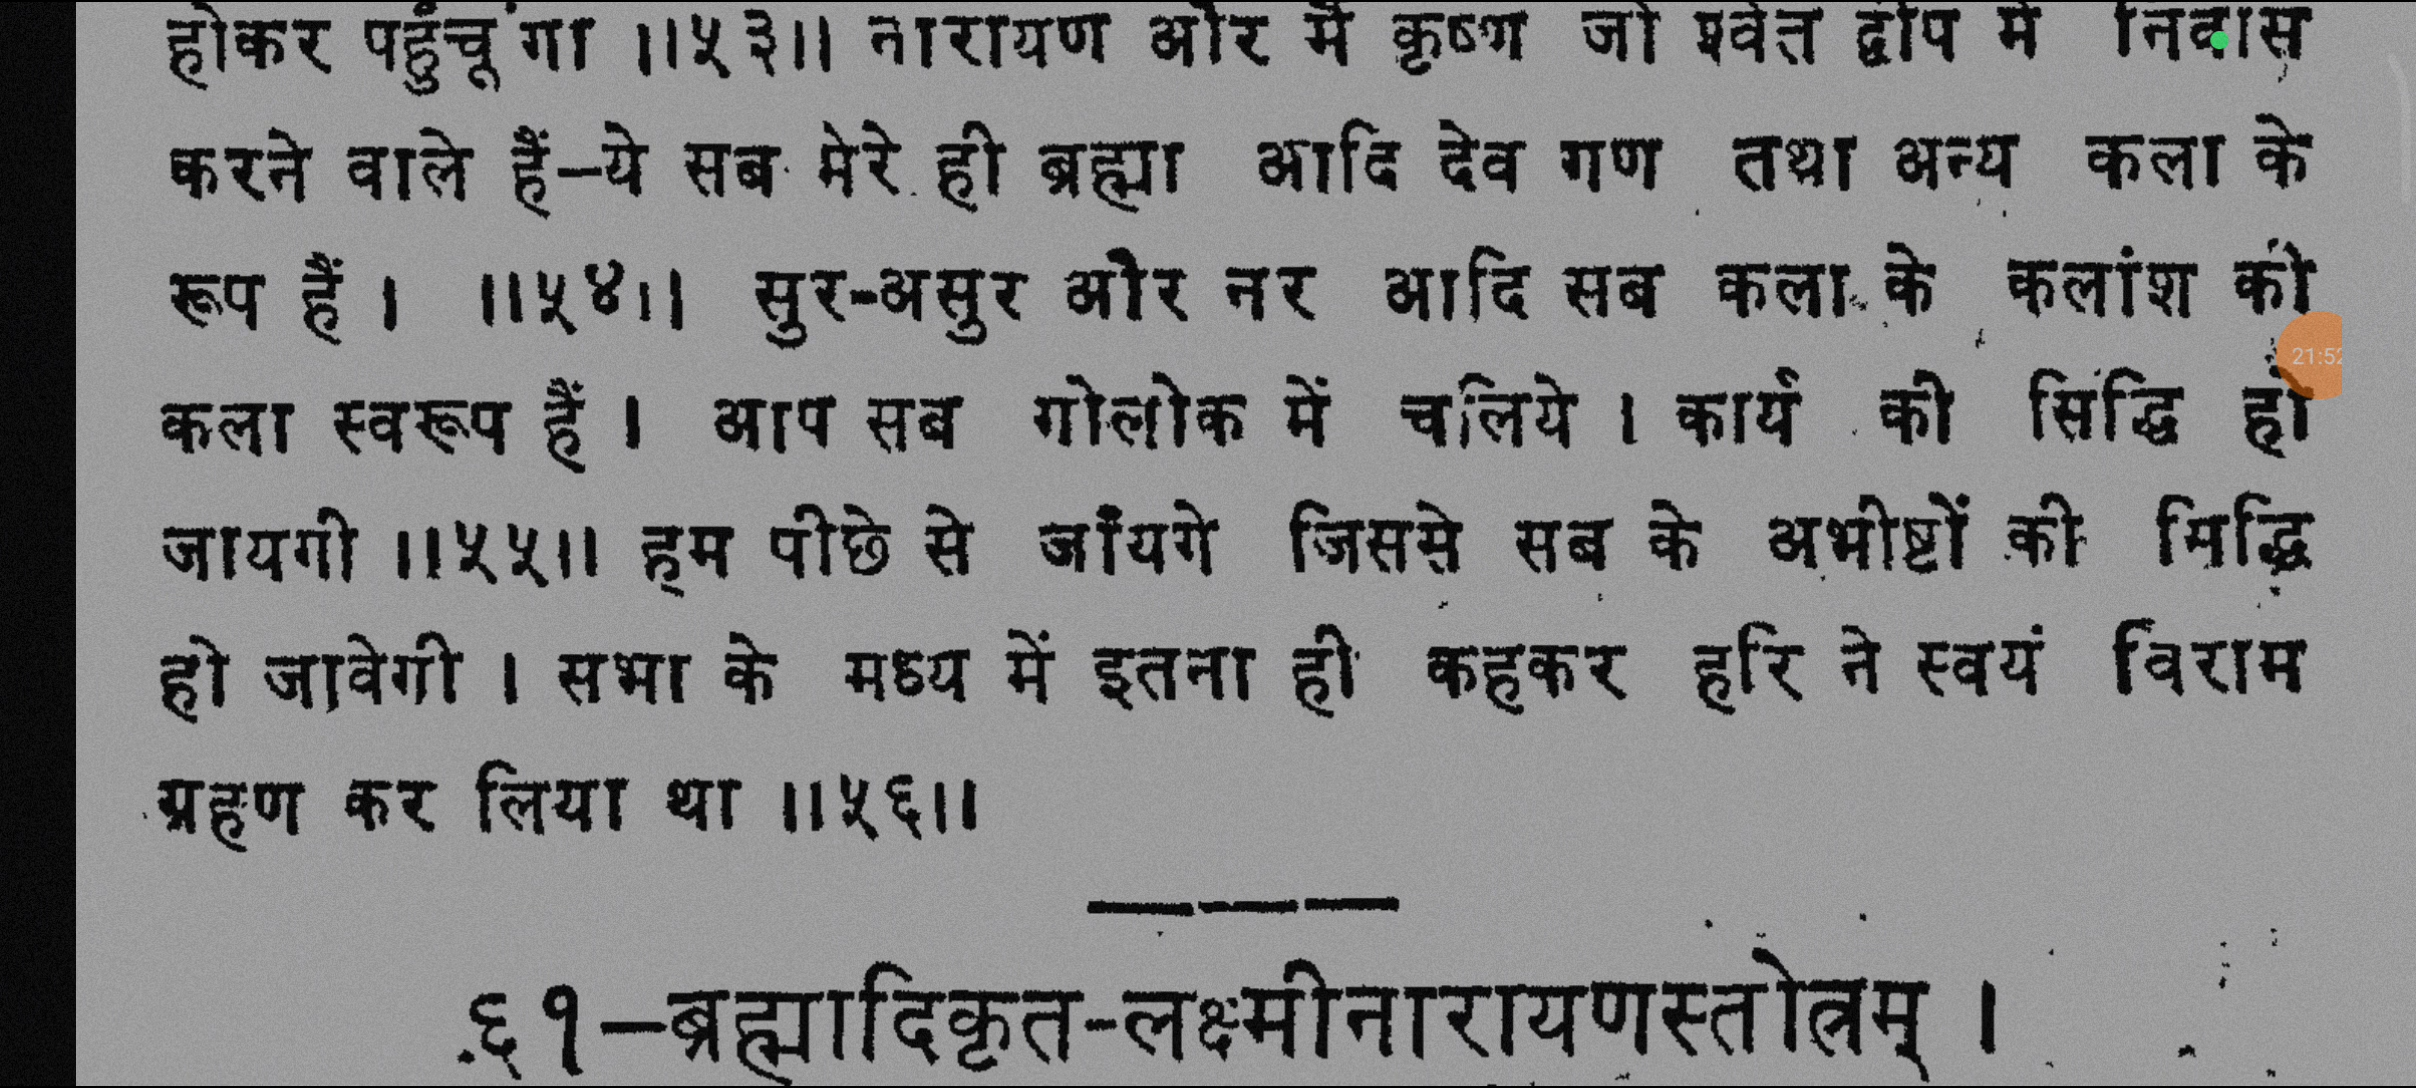 होकर पहुंचूंगा ॥५३॥ नारायण और मैं कृष्ण जो श्वेत द्वीप में निवास
करने वाले हैं–ये सब मेरे ही ब्रह्मा आदि देव गण तथा अन्य कला के
रूप हैं । ॥५४॥ सुर-असुर और नर आदि सब कला के कलांश की
21:52
कला स्वरूप हैं । आप सब गोलोक में चलिये । कार्य की सिद्धि हो
जायगी ॥५५॥ हम पीछे से जाँयगे जिससे सब के अभीष्टों की सिद्धि
हो जावेगी । सभा के मध्य में इतना ही कहकर हरि ने स्वयं विराम
ग्रहण कर लिया था ॥५६॥
६१–ब्रह्मादिकृत-लक्ष्मीनारायणस्तोत्रम् ।